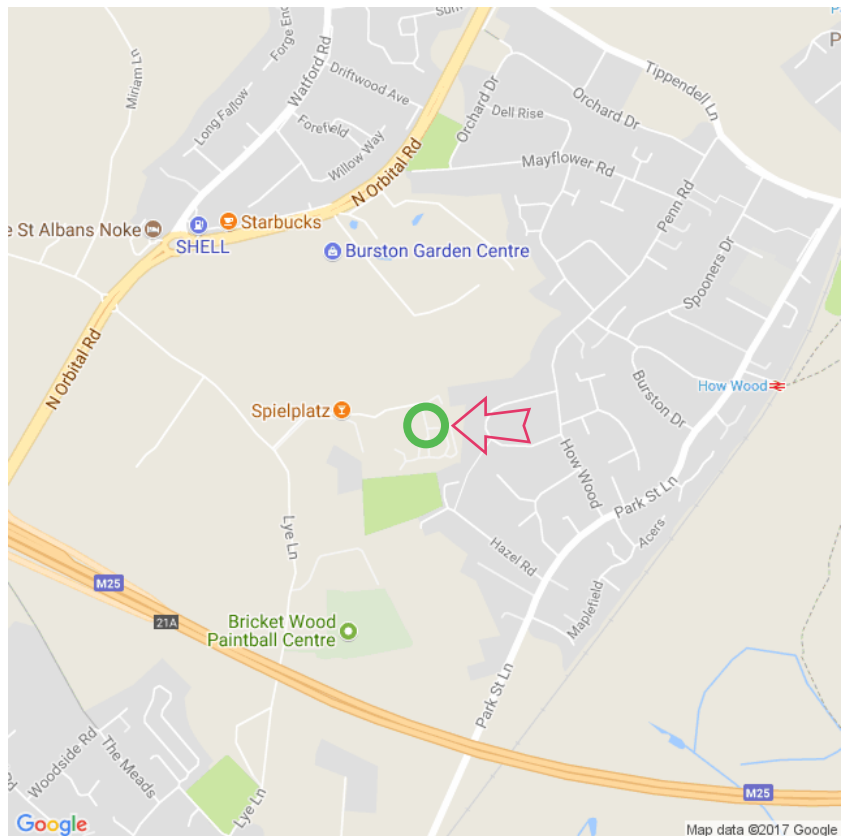 Forge End
Miriam Ln
Watford Rd
Driftwood Ave
Long Fallow
Forefield
Willow Way
N Orbital Rd
Orchard Dr
Dell Rise
Orchard Dr
Tippendell Ln
Mayflower Rd
Penn Rd
Spooners Dr
e St Albans Noke
SHELL
Starbucks
Burston Garden Centre
N Orbital Rd
Spielplatz
How Wood
Burston Dr
How Wood
Park St Ln
Acers
Hazel Rd
Maplefield
Lye Ln
M25
21A
Bricket Wood
Paintball Centre
Park St Ln
Woodside Rd
The Meads
Lye Ln
M25
Google
Map data ©2017 Google